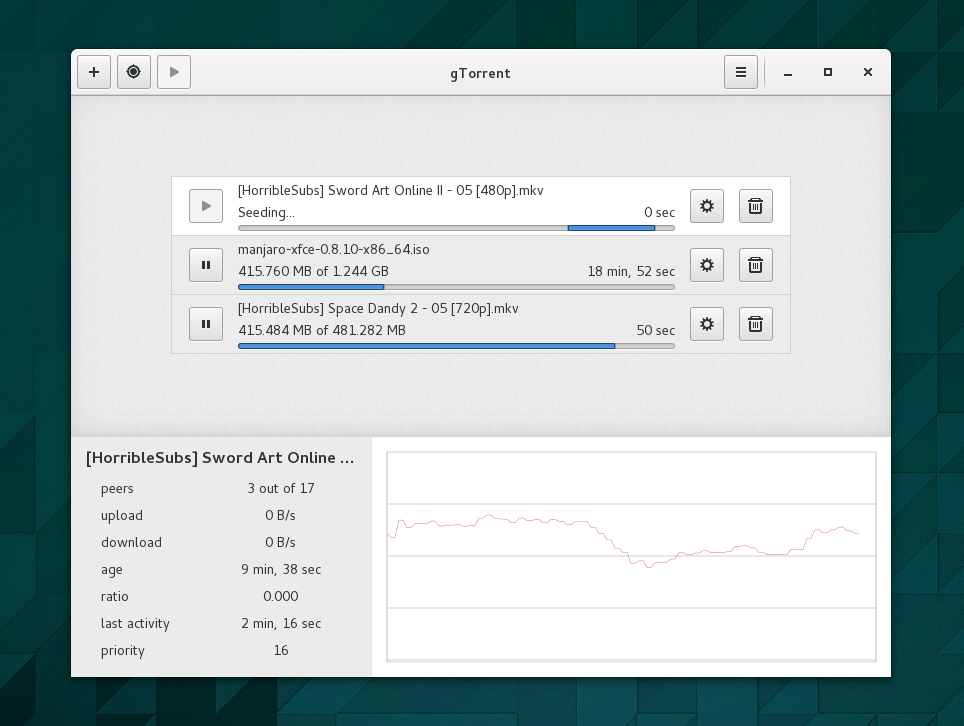 gTorrent
[HorribleSubs] Sword Art Online II - 05 [480p].mkv
Seeding... 0 sec
manjaro-xfce-0.8.10-x86_64.iso
415.760 MB of 1.244 GB 18 min, 52 sec
[HorribleSubs] Space Dandy 2 - 05 [720p].mkv
415.484 MB of 481.282 MB 50 sec
[HorribleSubs] Sword Art Online ...
peers 3 out of 17
upload 0 B/s
download 0 B/s
age 9 min, 38 sec
ratio 0.000
last activity 2 min, 16 sec
priority 16